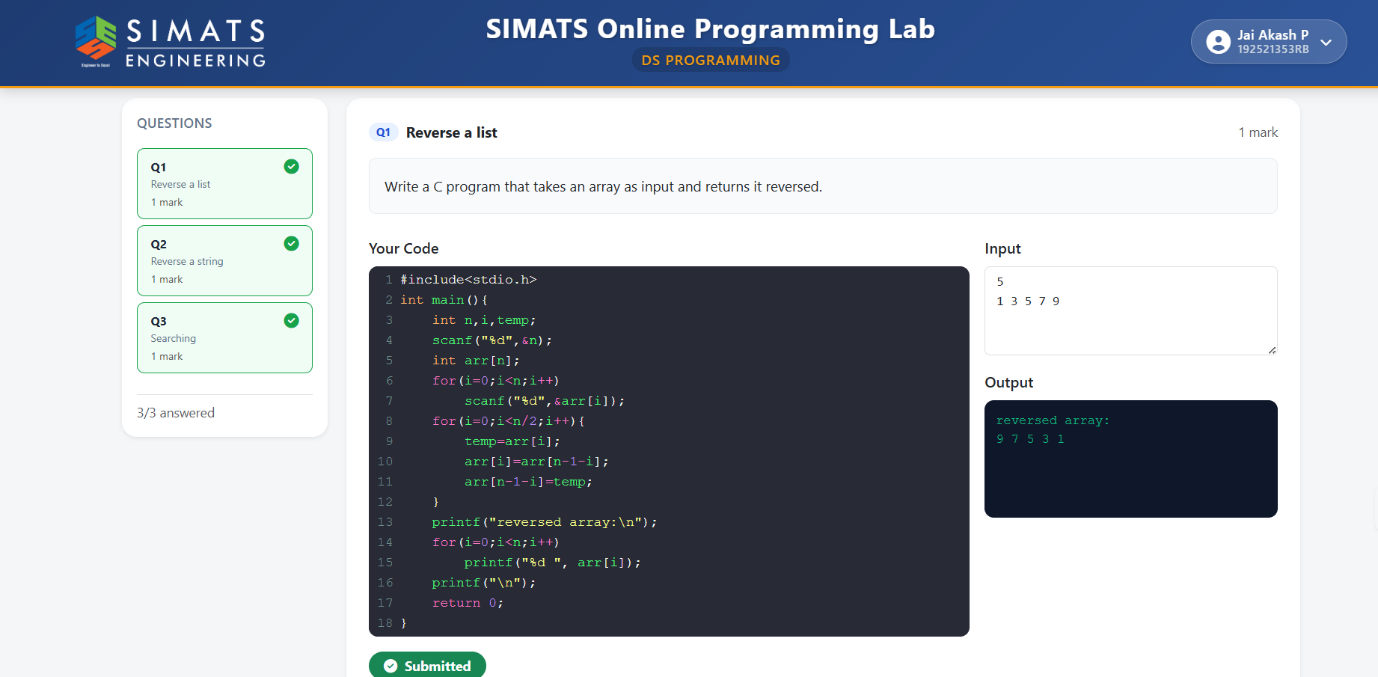 SIMATS
ENGINEERING
Engineer to Excel
SIMATS Online Programming Lab
DS PROGRAMMING
Jai Akash P
192521353RB
QUESTIONS
Q1
Reverse a list
1 mark
Q2
Reverse a string
1 mark
Q3
Searching
1 mark
3/3 answered
Q1 Reverse a list
1 mark
Write a C program that takes an array as input and returns it reversed.
Your Code
1 #include<stdio.h>
2 int main(){
3     int n,i,temp;
4     scanf("%d",&n);
5     int arr[n];
6     for(i=0;i<n;i++)
7         scanf("%d",&arr[i]);
8     for(i=0;i<n/2;i++){
9         temp=arr[i];
10         arr[i]=arr[n-1-i];
11         arr[n-1-i]=temp;
12     }
13     printf("reversed array:\n");
14     for(i=0;i<n;i++)
15         printf("%d ", arr[i]);
16     printf("\n");
17     return 0;
18 }
Submitted
Input
5
1 3 5 7 9
Output
reversed array:
9 7 5 3 1